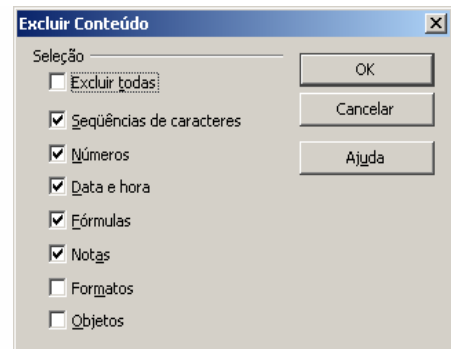 Excluir Conteúdo
Seleção
Excluir todas
Seqüências de caracteres
Números
Data e hora
Fórmulas
Notas
Formatos
Objetos
OK
Cancelar
Ajuda